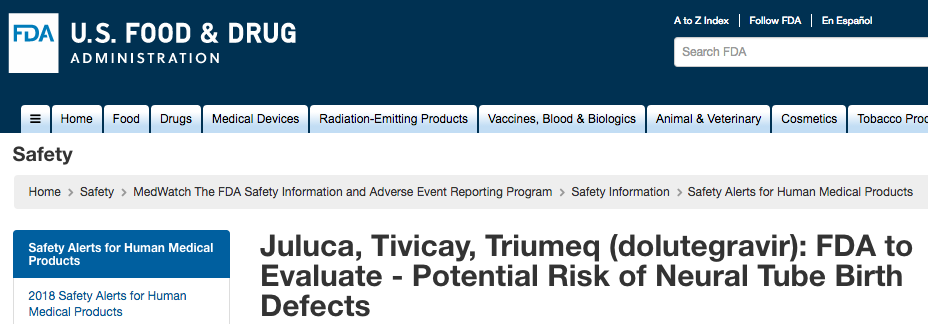 FDA
U.S. FOOD & DRUG
ADMINISTRATION
A to Z Index
Follow FDA
En Español
Search FDA
Home
Food
Drugs
Medical Devices
Radiation-Emitting Products
Vaccines, Blood & Biologics
Animal & Veterinary
Cosmetics
Tobacco Proc
Safety
Home > Safety > MedWatch The FDA Safety Information and Adverse Event Reporting Program > Safety Information > Safety Alerts for Human Medical Products
Safety Alerts for Human Medical
Products
2018 Safety Alerts for Human
Medical Products
Juluca, Tivicay, Triumeq (dolutegravir): FDA to
Evaluate - Potential Risk of Neural Tube Birth
Defects